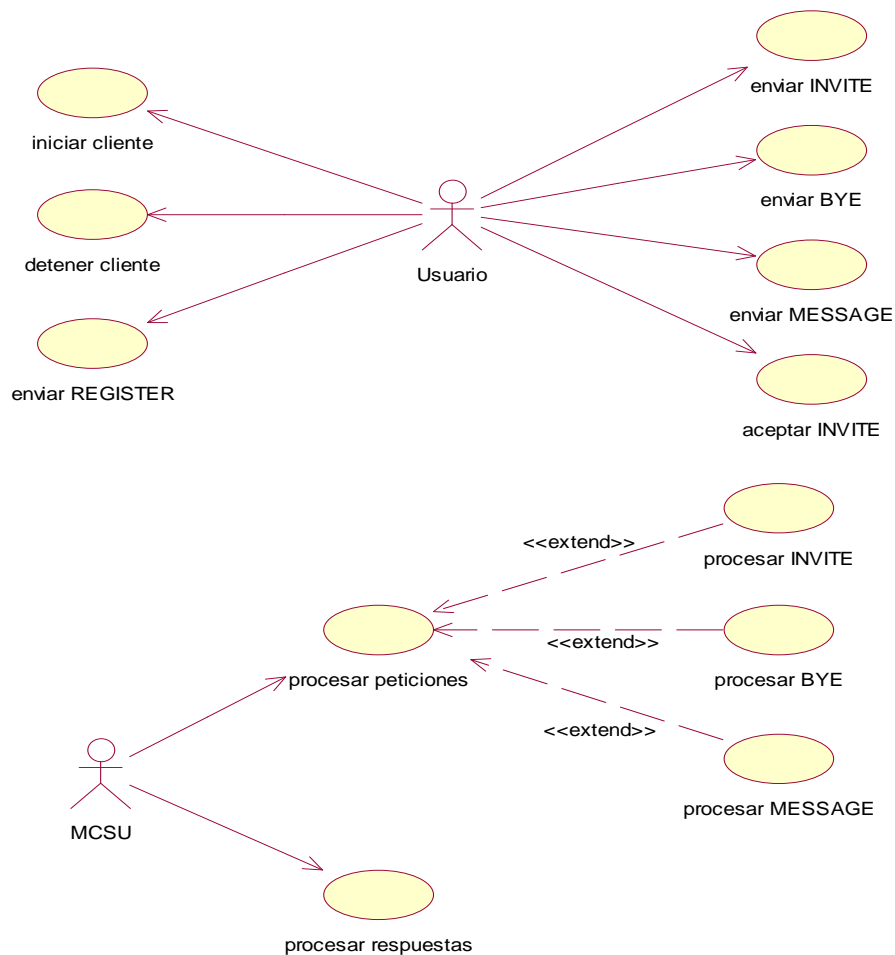 enviar INVITE
iniciar cliente
enviar BYE
detener cliente
Usuario
enviar MESSAGE
enviar REGISTER
aceptar INVITE
<<extend>>
procesar INVITE
<<extend>>
procesar peticiones
procesar BYE
<<extend>>
MCSU
procesar MESSAGE
procesar respuestas